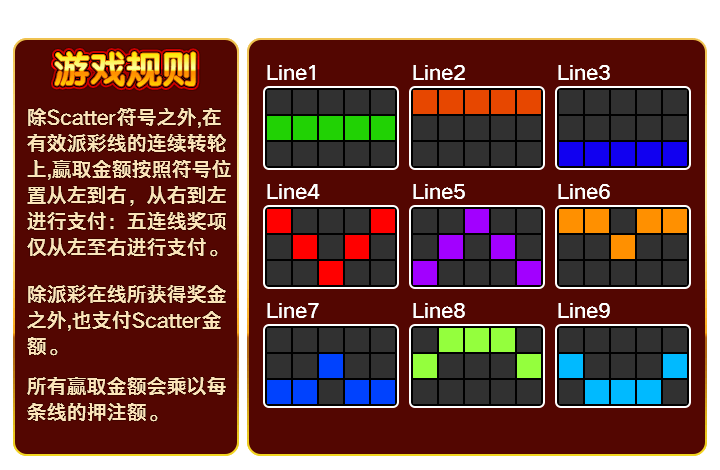 游戏规则
除Scatter符号之外,在
有效派彩线的连续转轮
上,赢取金额按照符号位
置从左到右，从右到左
进行支付：五连线奖项
仅从左至右进行支付。
除派彩在线所获得奖金
之外,也支付Scatter金
额。
所有赢取金额会乘以每
条线的押注额。
Line1
Line2
Line3
Line4
Line5
Line6
Line7
Line8
Line9